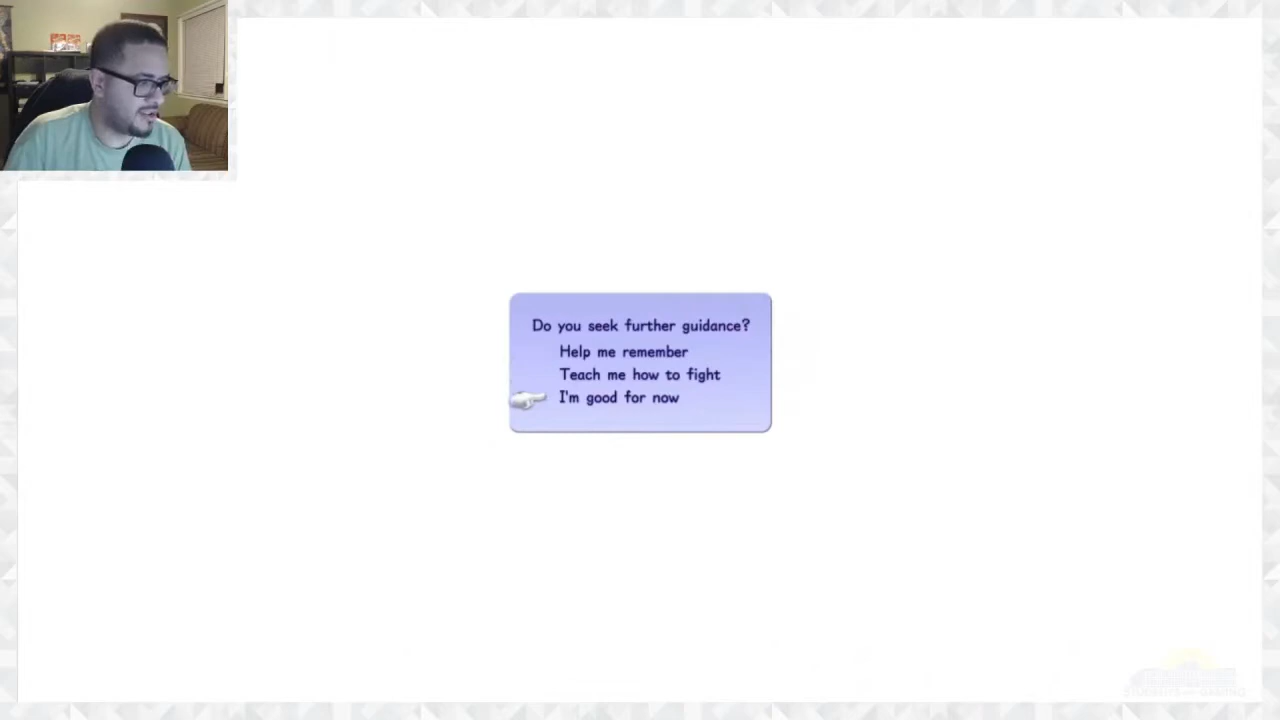 Do you seek further guidance?
Help me remember
Teach me how to fight
I'm good for now